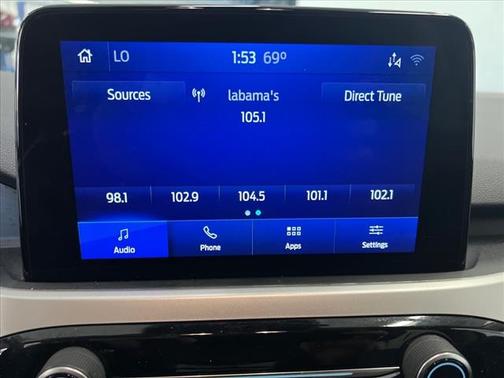 LO 1:53 69°
Sources labama's Direct Tune
105.1
98.1 102.9 104.5 101.1 102.1
Audio Phone Apps Settings